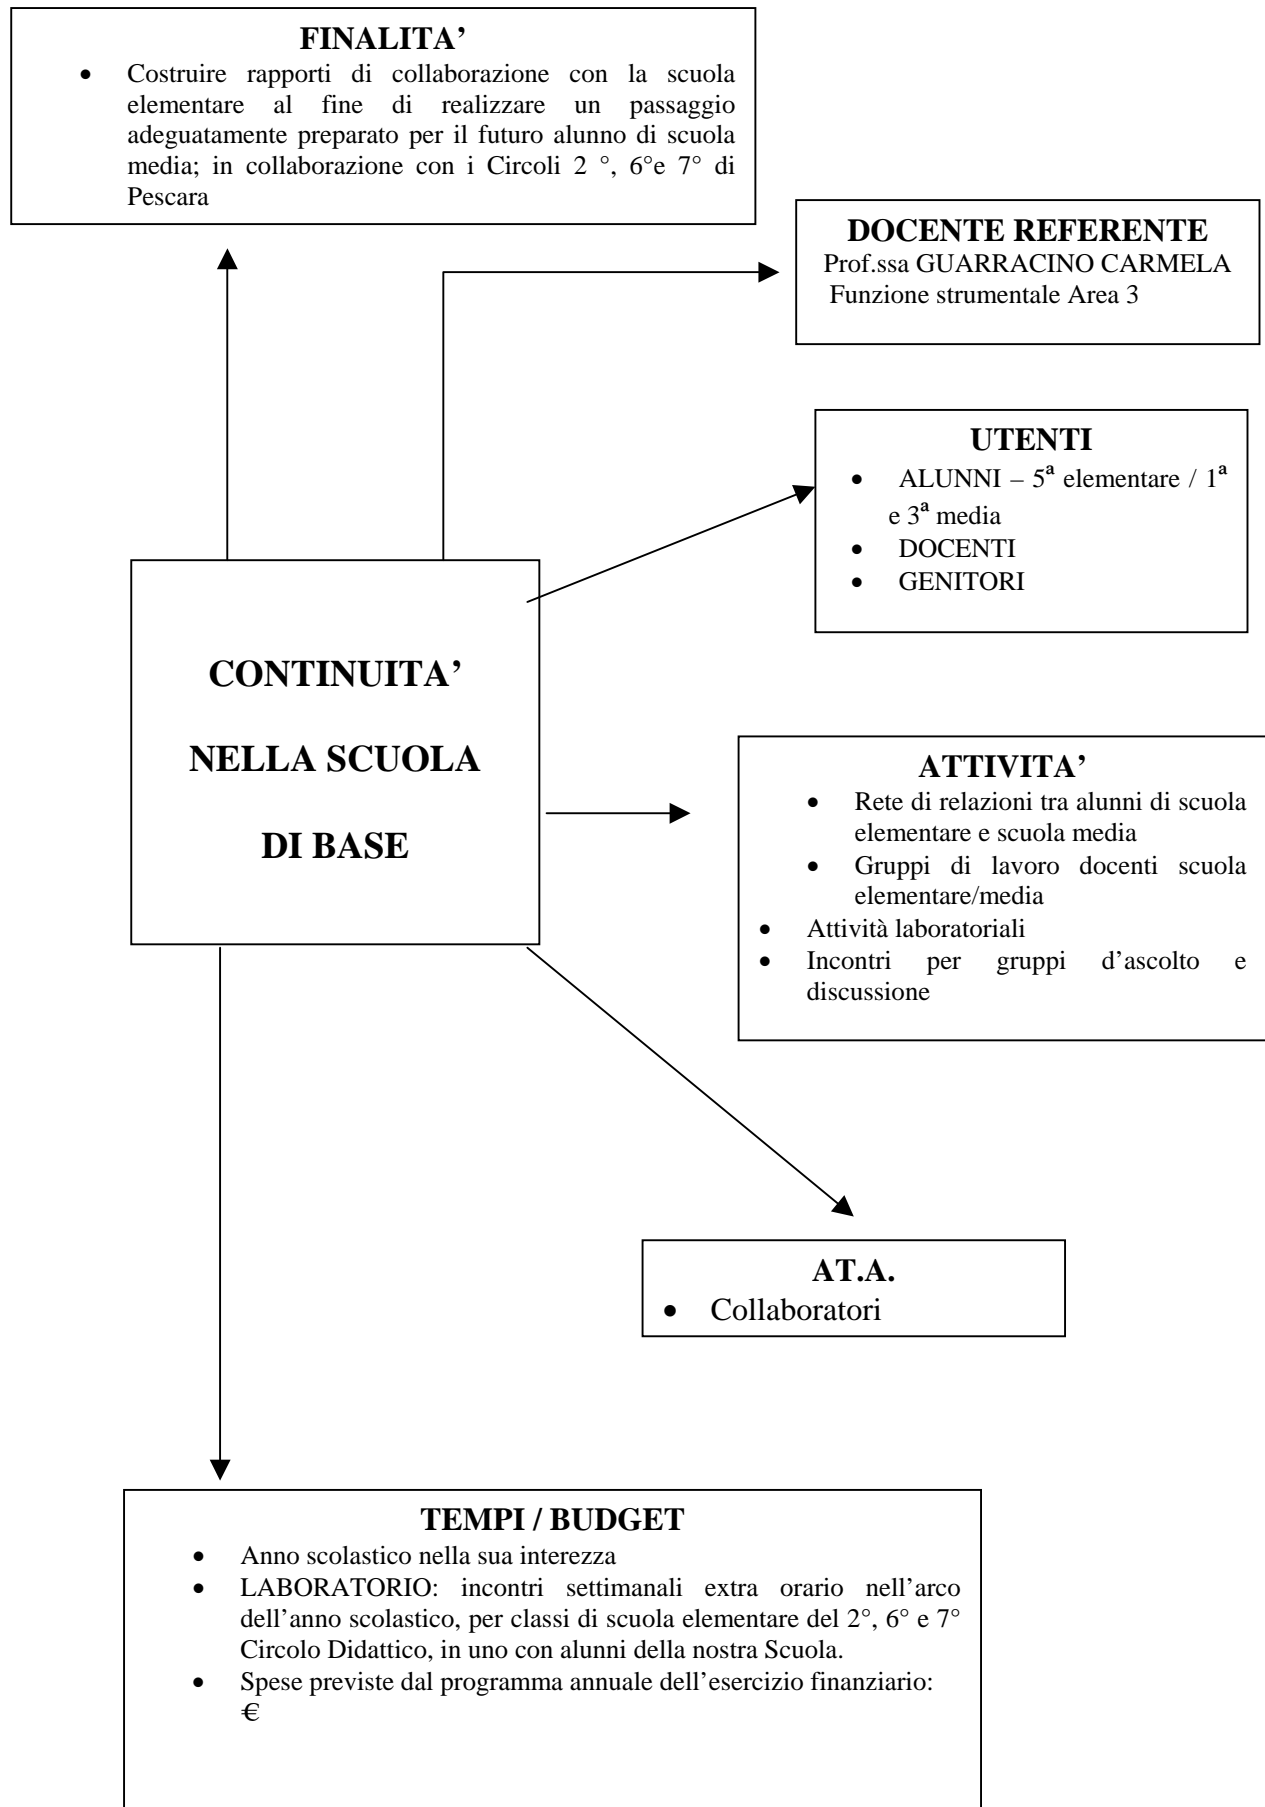 FINALITA’
• Costruire rapporti di collaborazione con la scuola
elementare al fine di realizzare un passaggio
adeguatamente preparato per il futuro alunno di scuola
media; in collaborazione con i Circoli 2 °, 6°e 7° di
Pescara
DOCENTE REFERENTE
Prof.ssa GUARRACINO CARMELA
Funzione strumentale Area 3
UTENTI
• ALUNNI – 5ª elementare / 1ª
e 3ª media
• DOCENTI
• GENITORI
CONTINUITA’
NELLA SCUOLA
DI BASE
ATTIVITA’
• Rete di relazioni tra alunni di scuola
elementare e scuola media
• Gruppi di lavoro docenti scuola
elementare/media
• Attività laboratoriali
• Incontri per gruppi d’ascolto e
discussione
AT.A.
• Collaboratori
TEMPI / BUDGET
• Anno scolastico nella sua interezza
• LABORATORIO: incontri settimanali extra orario nell’arco
dell’anno scolastico, per classi di scuola elementare del 2°, 6° e 7°
Circolo Didattico, in uno con alunni della nostra Scuola.
• Spese previste dal programma annuale dell’esercizio finanziario:
€